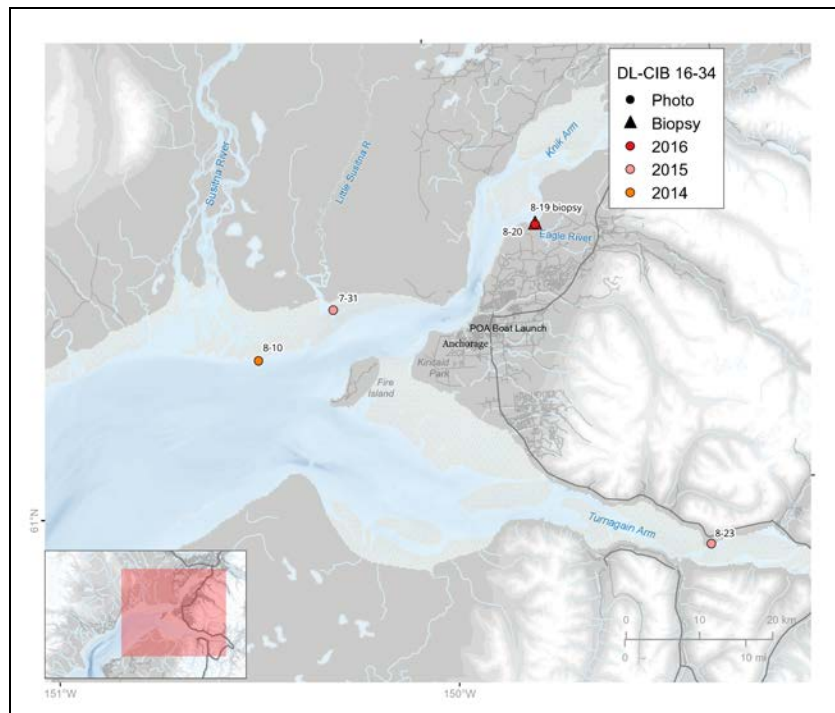 DL-CIB 16-34
Photo
Biopsy
2016
2015
2014
Susitna River
Little Susitna R
Knik Arm
8-19 biopsy
8-20
Eagle River
7-31
POA Boat Launch
Anchorage
8-10
Kincaid
Park
Fire
Island
61°N
Turnagain Arm
8-23
0 10 20 km
0 10 mi
151°W
150°W